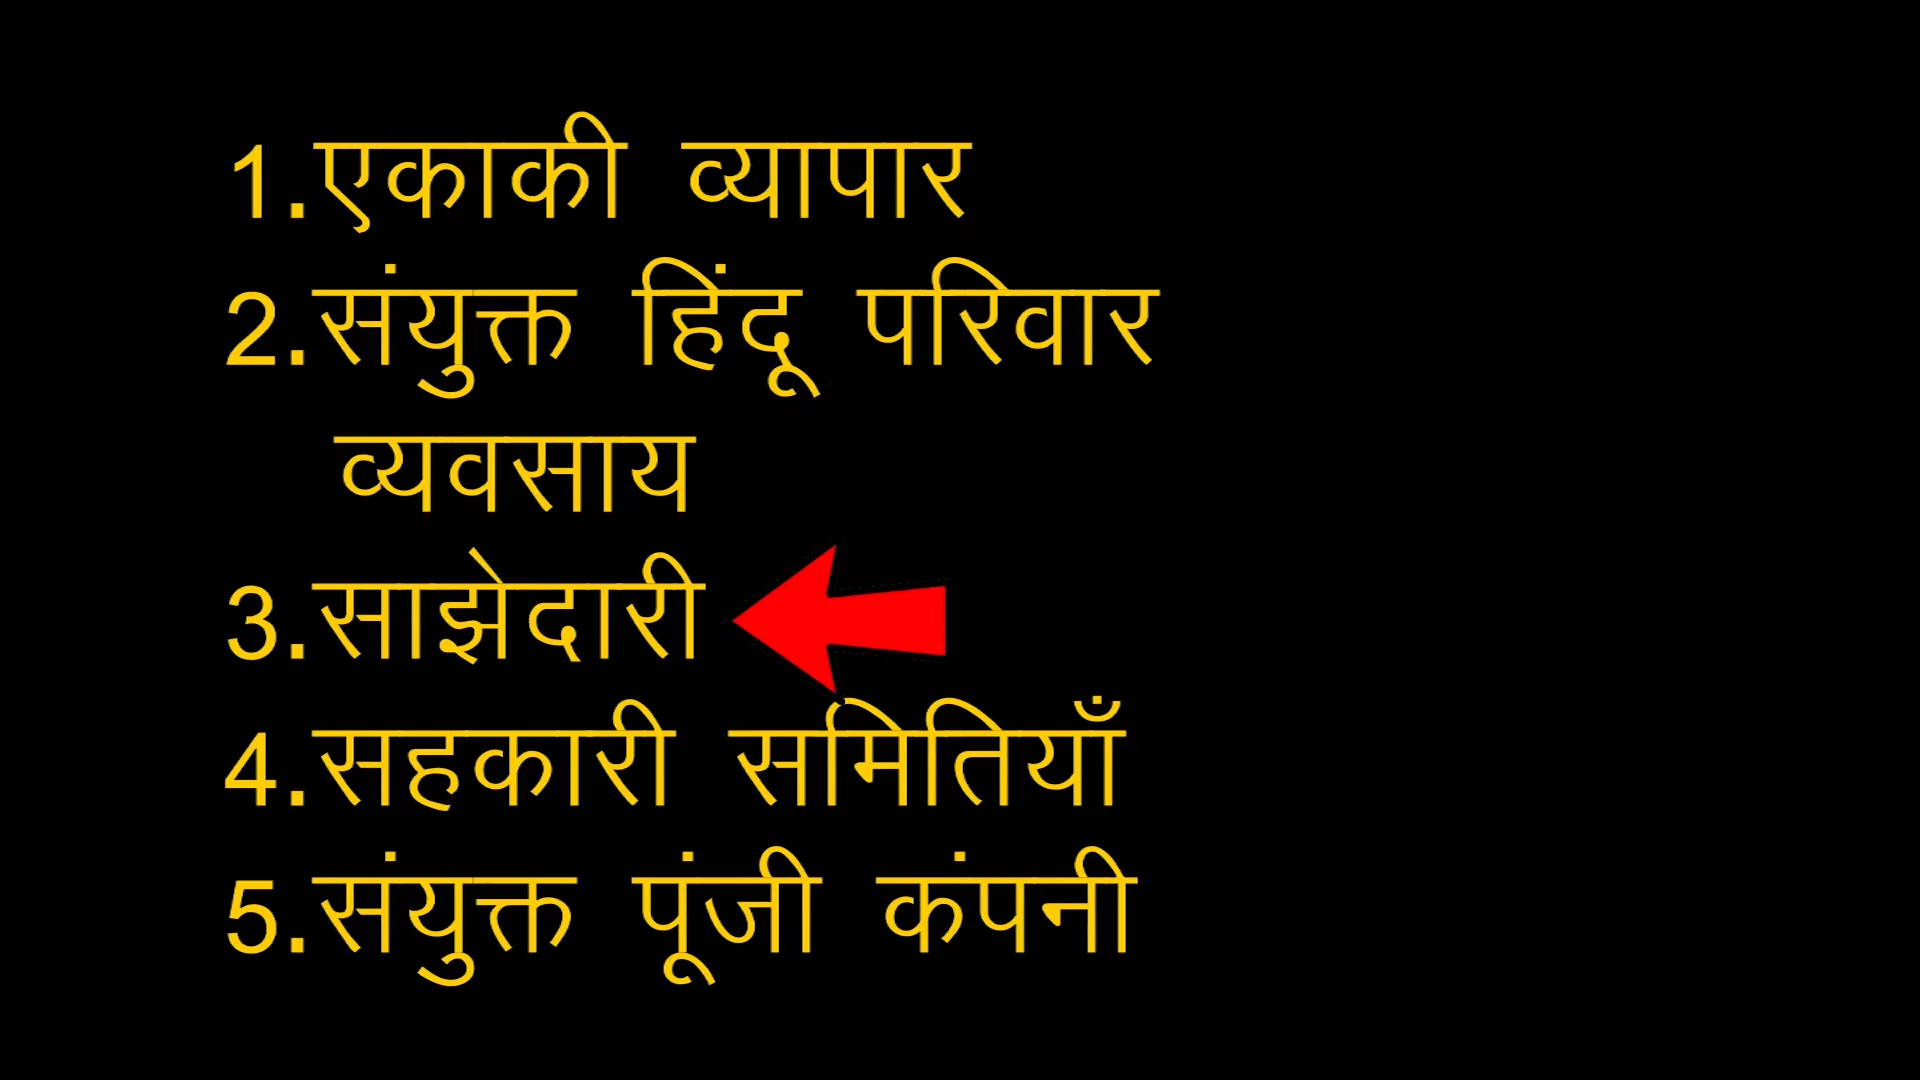 1.एकाकी व्यापार
2.संयुक्त हिंदू परिवार
व्यवसाय
3.साझेदारी
4.सहकारी समितियाँ
5.संयुक्त पूंजी कंपनी